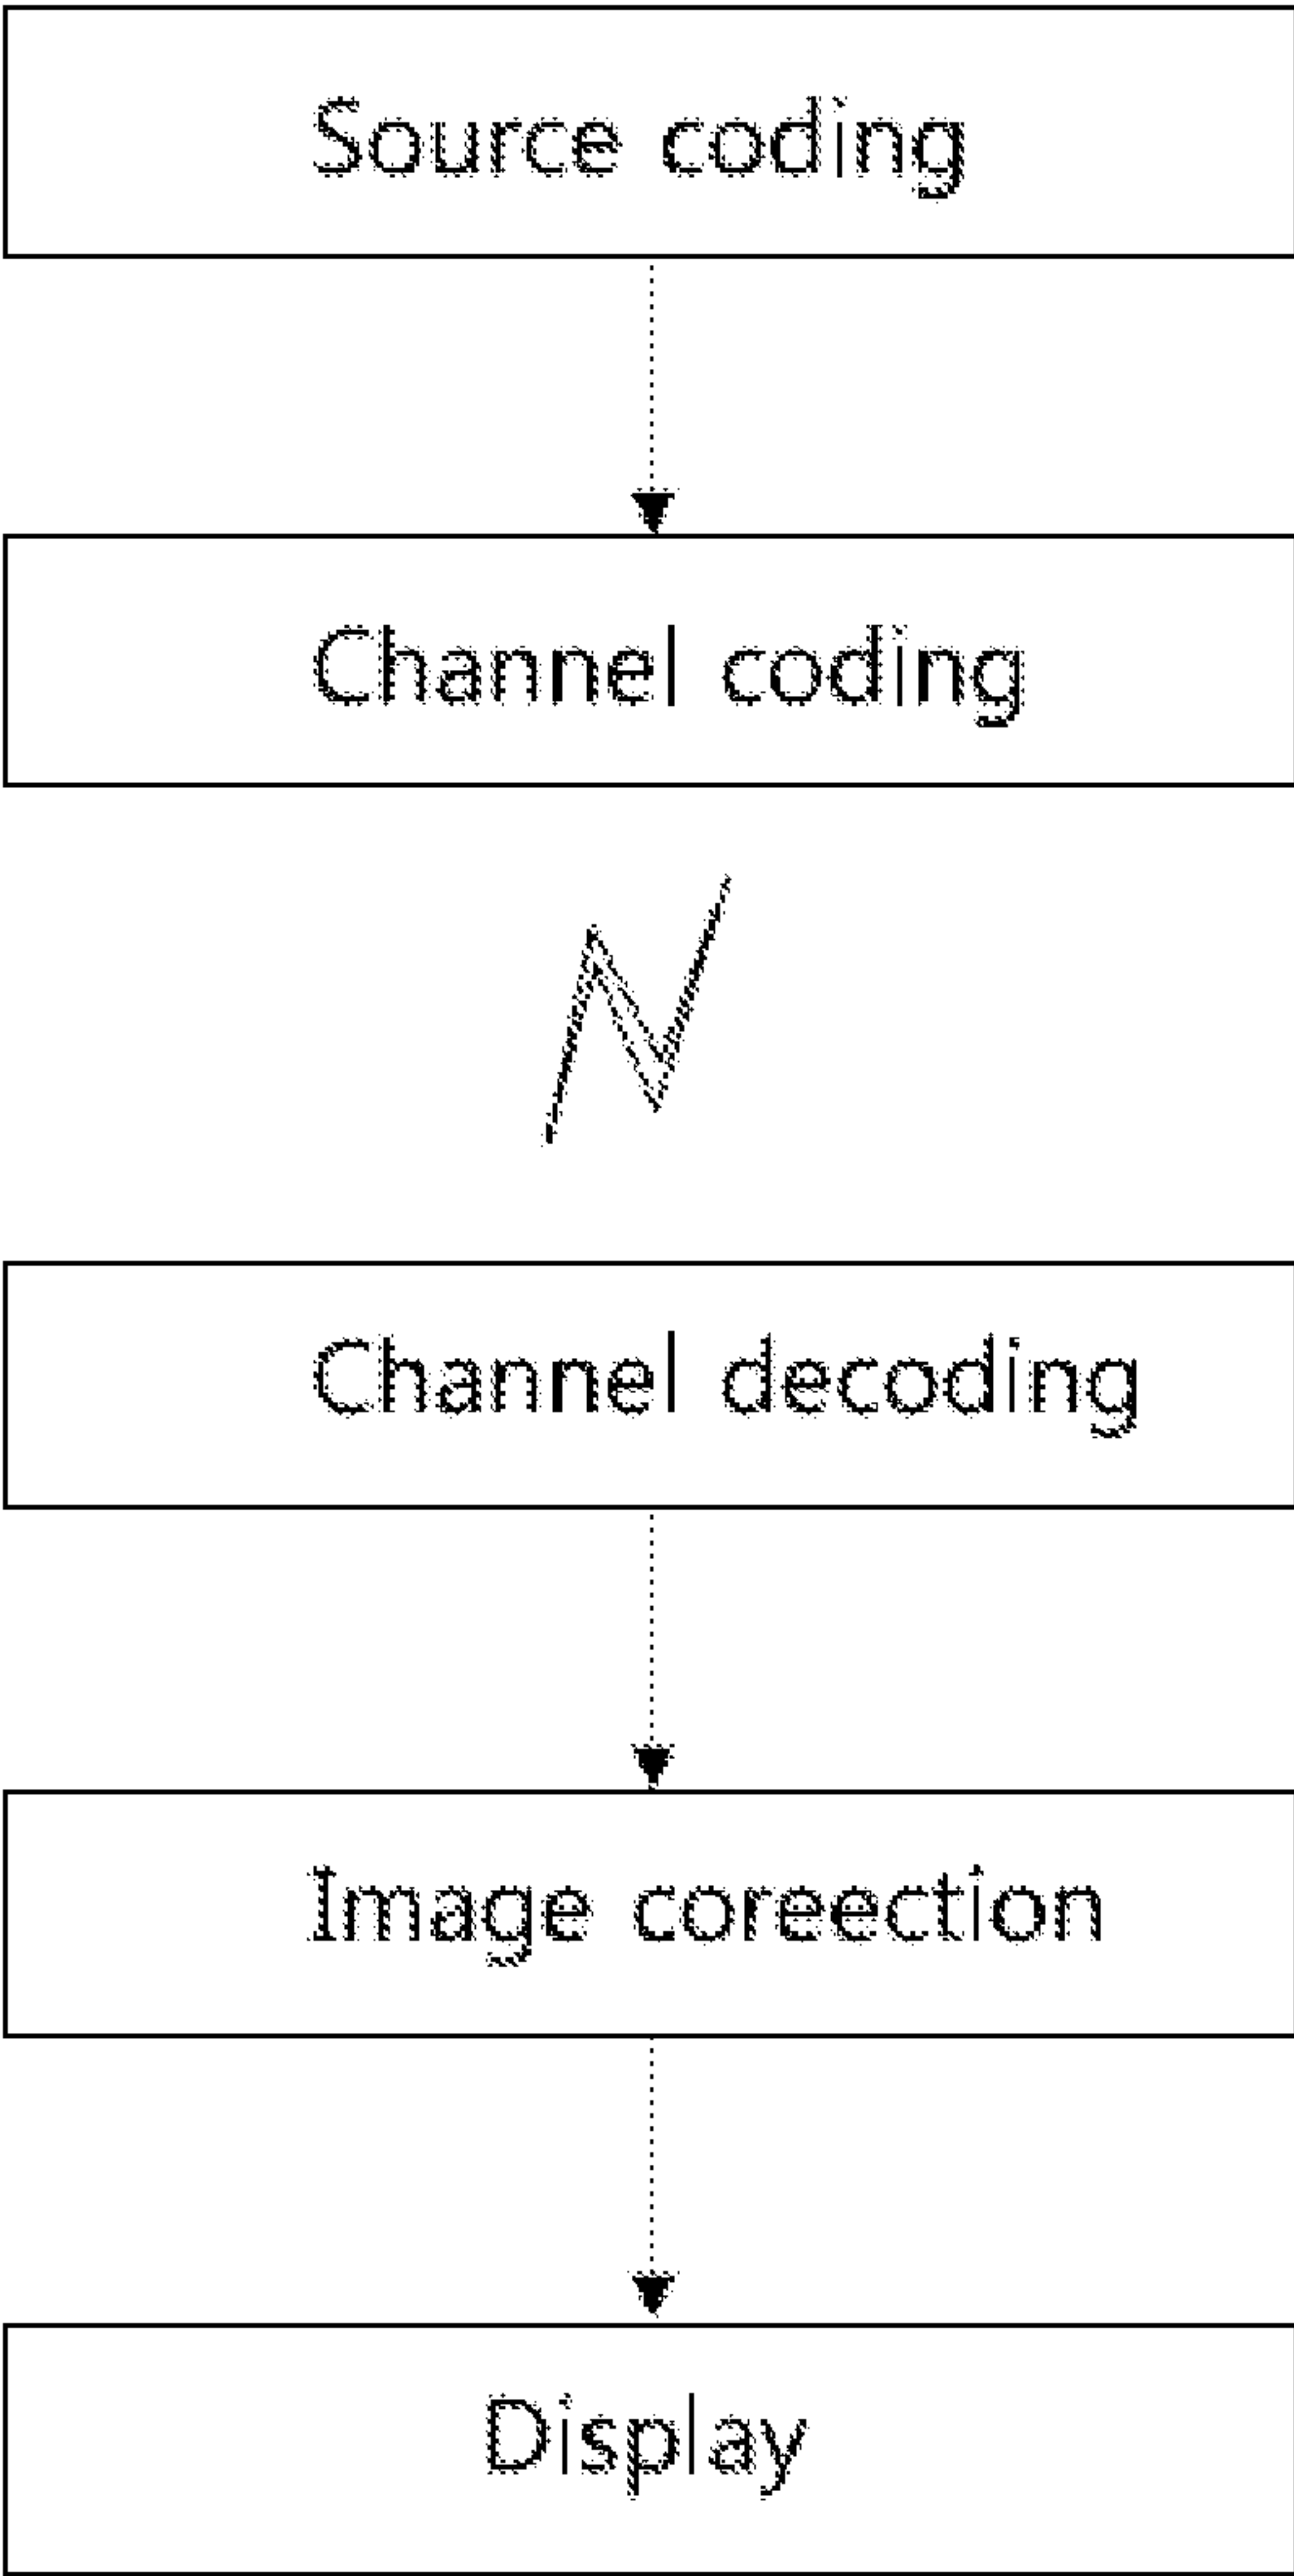 Source coding
Channel coding
Channel decoding
Image coreection
Display